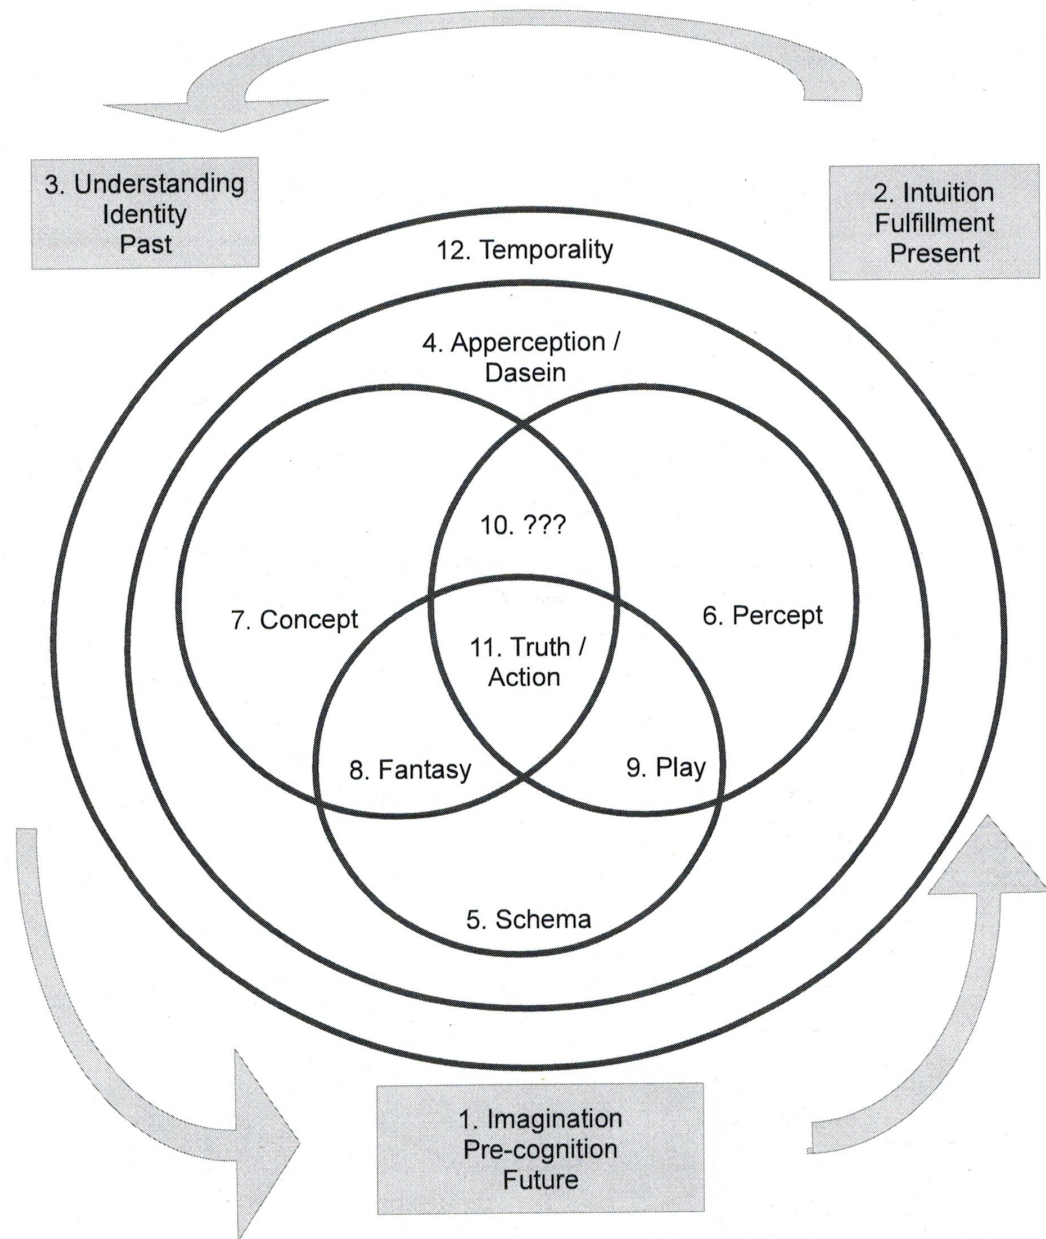 3. Understanding
Identity
Past
2. Intuition
Fulfillment
Present
12. Temporality
4. Apperception /
Dasein
10. ???
7. Concept
6. Percept
11. Truth /
Action
8. Fantasy
9. Play
5. Schema
1. Imagination
Pre-cognition
Future